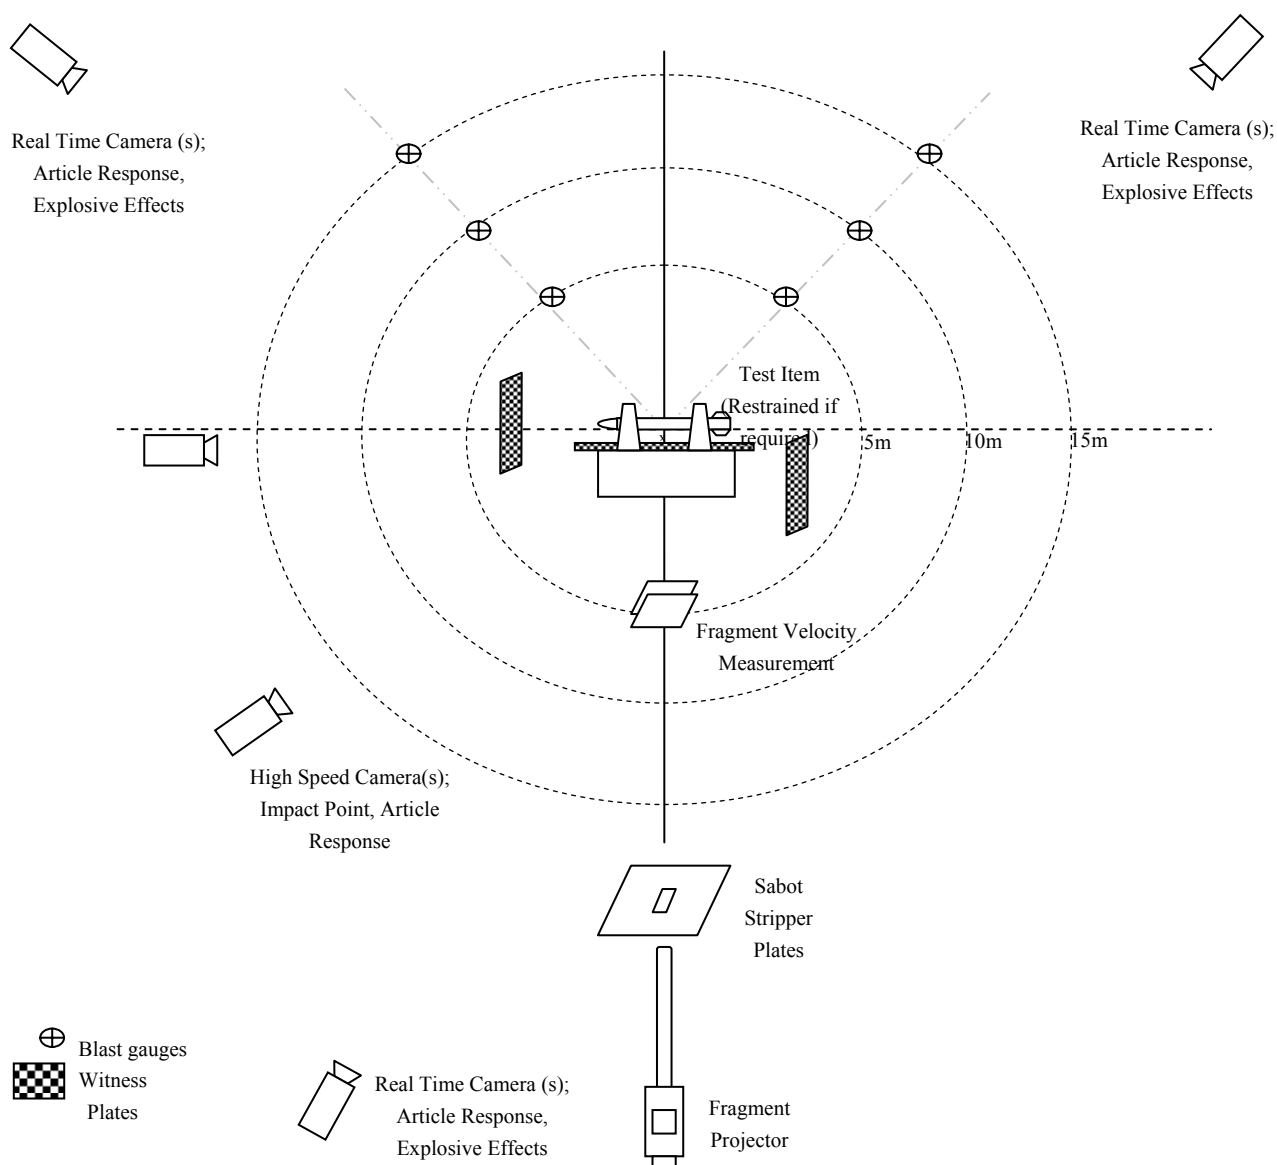 Real Time Camera (s);
Article Response,
Explosive Effects
Real Time Camera (s);
Article Response,
Explosive Effects
Test Item
(Restrained if
required)
x
5m
10m
15m
Fragment Velocity
Measurement
High Speed Camera(s);
Impact Point, Article
Response
Sabot
Stripper
Plates
Blast gauges
Witness
Plates
Real Time Camera (s);
Article Response,
Explosive Effects
Fragment
Projector